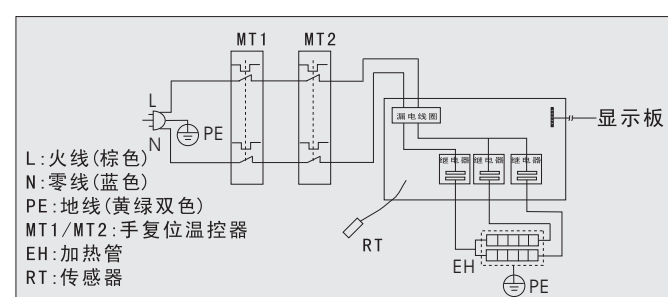 MT1 MT2
L
N
PE
漏电线圈
显示板
继电器 继电器 继电器
RT
EH
PE
L:火线(棕色)
N:零线(蓝色)
PE:地线(黄绿双色)
MT1/MT2:手复位温控器
EH:加热管
RT:传感器